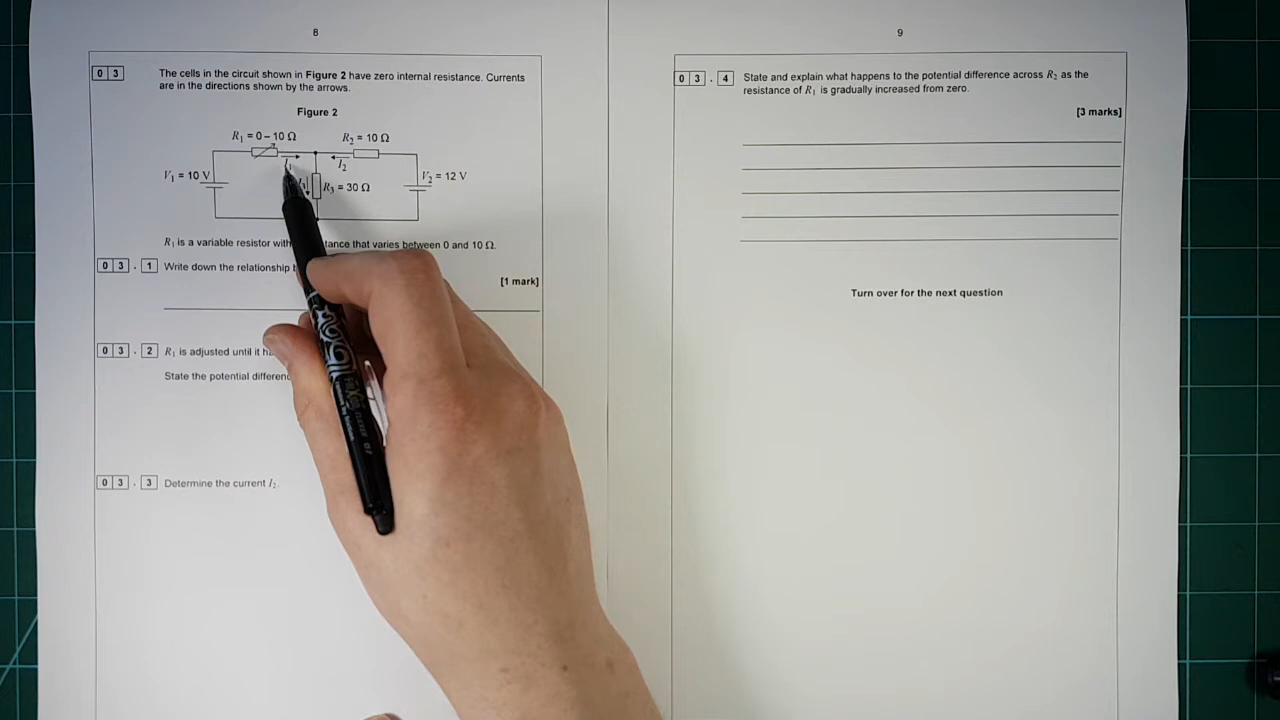 8
0 3 The cells in the circuit shown in Figure 2 have zero internal resistance. Currents
are in the directions shown by the arrows.
Figure 2
R₁ = 0 – 10 Ω R₂ = 10 Ω
I₁ I₂
V₁ = 10 V R₃ = 30 Ω V₂ = 12 V
R₁ is a variable resistor with that varies between 0 and 10 Ω.
0 3 . 1 Write down the relationship
[1 mark]
0 3 . 2 R₁ is adjusted until it
State the potential
0 3 . 3 Determine the current I₂.
9
0 3 . 4 State and explain what happens to the potential difference across R₂ as the
resistance of R₁ is gradually increased from zero.
[3 marks]
Turn over for the next question